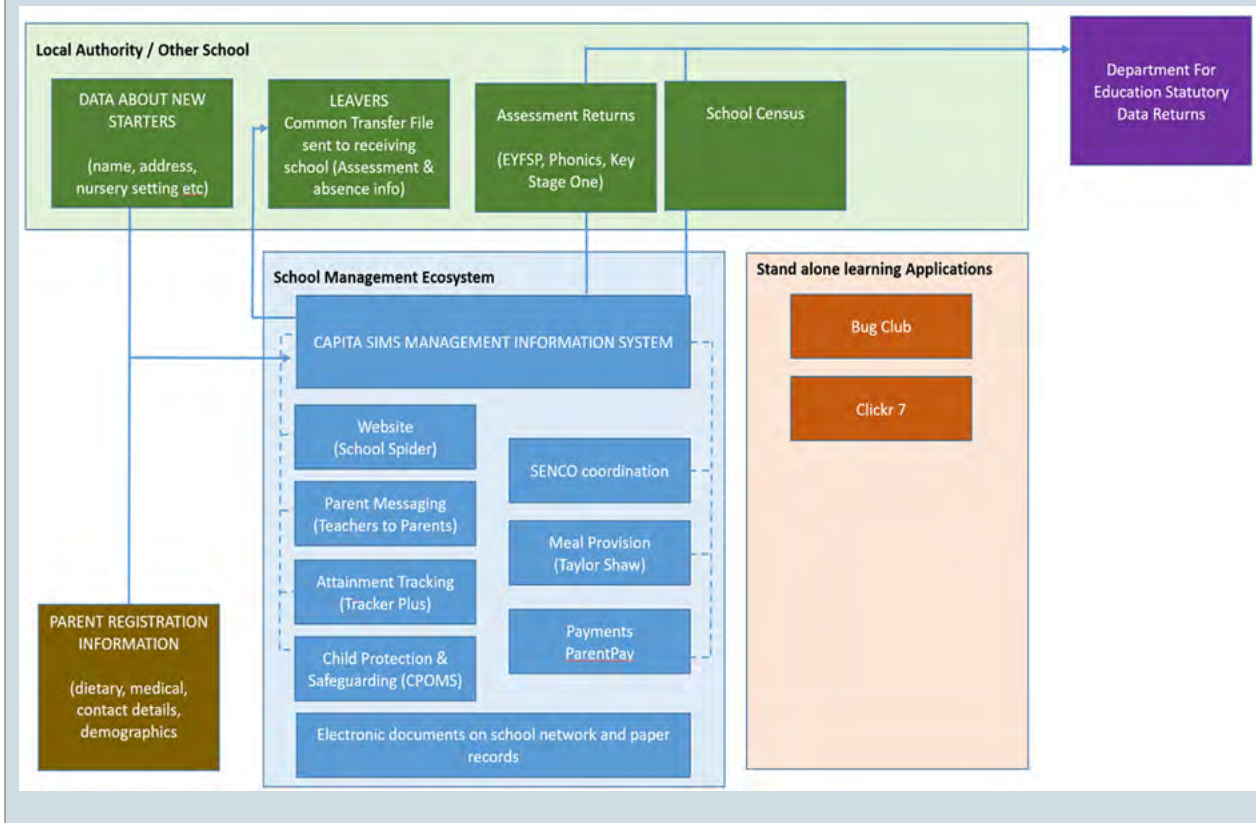 Local Authority / Other School
DATA ABOUT NEW
STARTERS
(name, address,
nursery setting etc)
LEAVERS
Common Transfer File
sent to receiving
school (Assessment &
absence info)
Assessment Returns
(EYFSP, Phonics, Key
Stage One)
School Census
Department For
Education Statutory
Data Returns
School Management Ecosystem
CAPITA SIMS MANAGEMENT INFORMATION SYSTEM
Website
(School Spider)
Parent Messaging
(Teachers to Parents)
Attainment Tracking
(Tracker Plus)
Child Protection &
Safeguarding (CPOMS)
SENCO coordination
Meal Provision
(Taylor Shaw)
Payments
ParentPay
Electronic documents on school network and paper
records
Stand alone learning Applications
Bug Club
Clickr 7
PARENT REGISTRATION
INFORMATION
(dietary, medical,
contact details,
demographics